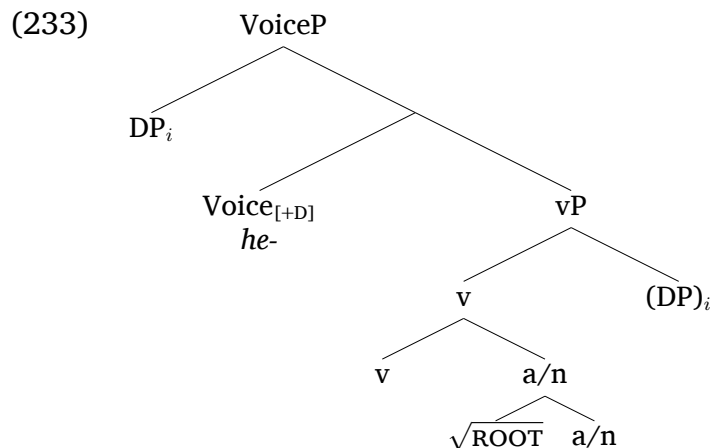 (233) VoiceP
DP_i
Voice_[+D] vP
he-
v (DP)_i
v a/n
√ROOT a/n